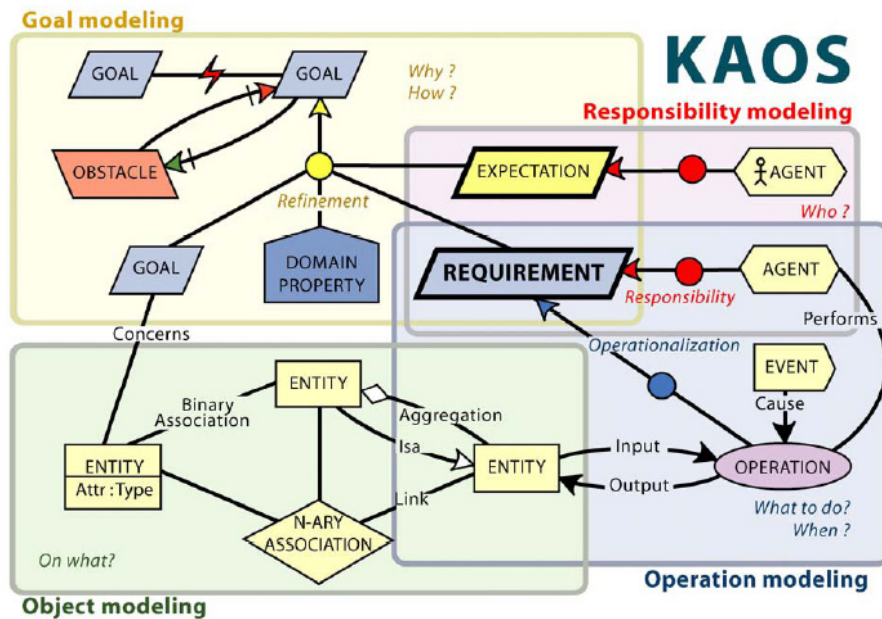 Goal modeling
KAOS
GOAL
GOAL
Why ?
How ?
Responsibility modeling
OBSTACLE
EXPECTATION
AGENT
Refinement
Who ?
GOAL
DOMAIN
PROPERTY
REQUIREMENT
AGENT
Responsibility
Performs
Concerns
Operationalization
EVENT
Cause
Binary
Association
ENTITY
Aggregation
Isa
ENTITY
Attr : Type
ENTITY
Input
OPERATION
Output
Link
N-ARY
ASSOCIATION
What to do?
When ?
On what?
Operation modeling
Object modeling